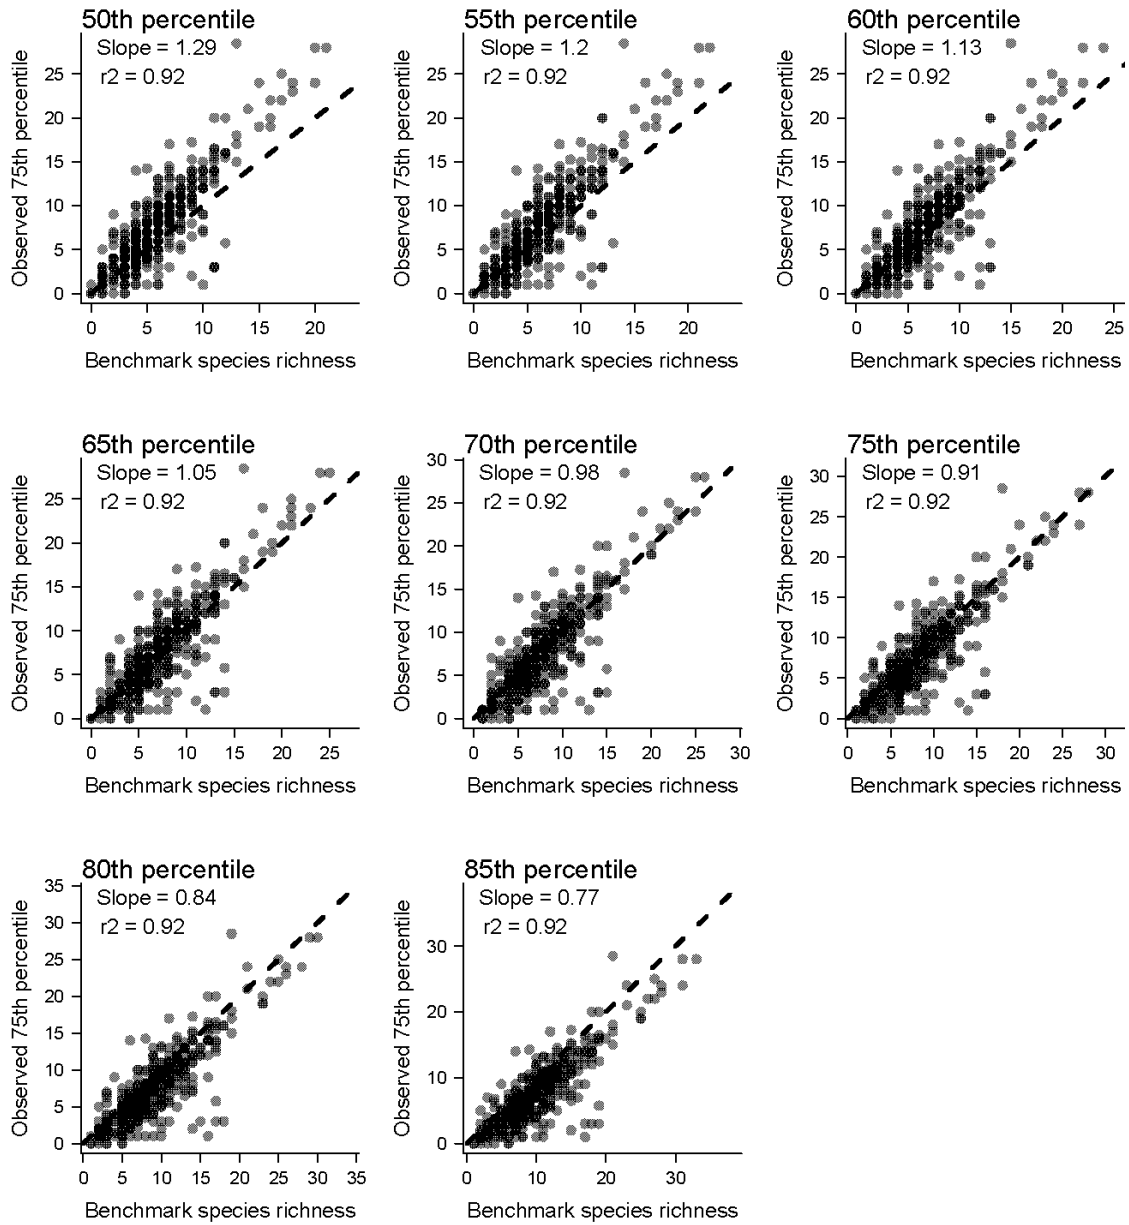 50th percentile
Slope = 1.29
r2 = 0.92
Observed 75th percentile
25
20
15
10
5
0
0 5 10 15 20
Benchmark species richness
55th percentile
Slope = 1.2
r2 = 0.92
Observed 75th percentile
25
20
15
10
5
0
0 5 10 15 20
Benchmark species richness
60th percentile
Slope = 1.13
r2 = 0.92
Observed 75th percentile
25
20
15
10
5
0
0 5 10 15 20 25
Benchmark species richness
65th percentile
Slope = 1.05
r2 = 0.92
Observed 75th percentile
25
20
15
10
5
0
0 5 10 15 20 25
Benchmark species richness
70th percentile
Slope = 0.98
r2 = 0.92
Observed 75th percentile
30
25
20
15
10
5
0
0 5 10 15 20 25 30
Benchmark species richness
75th percentile
Slope = 0.91
r2 = 0.92
Observed 75th percentile
30
25
20
15
10
5
0
0 5 10 15 20 25 30
Benchmark species richness
80th percentile
Slope = 0.84
r2 = 0.92
Observed 75th percentile
35
30
25
20
15
10
5
0
0 5 10 15 20 25 30 35
Benchmark species richness
85th percentile
Slope = 0.77
r2 = 0.92
Observed 75th percentile
30
20
10
0
0 10 20 30
Benchmark species richness